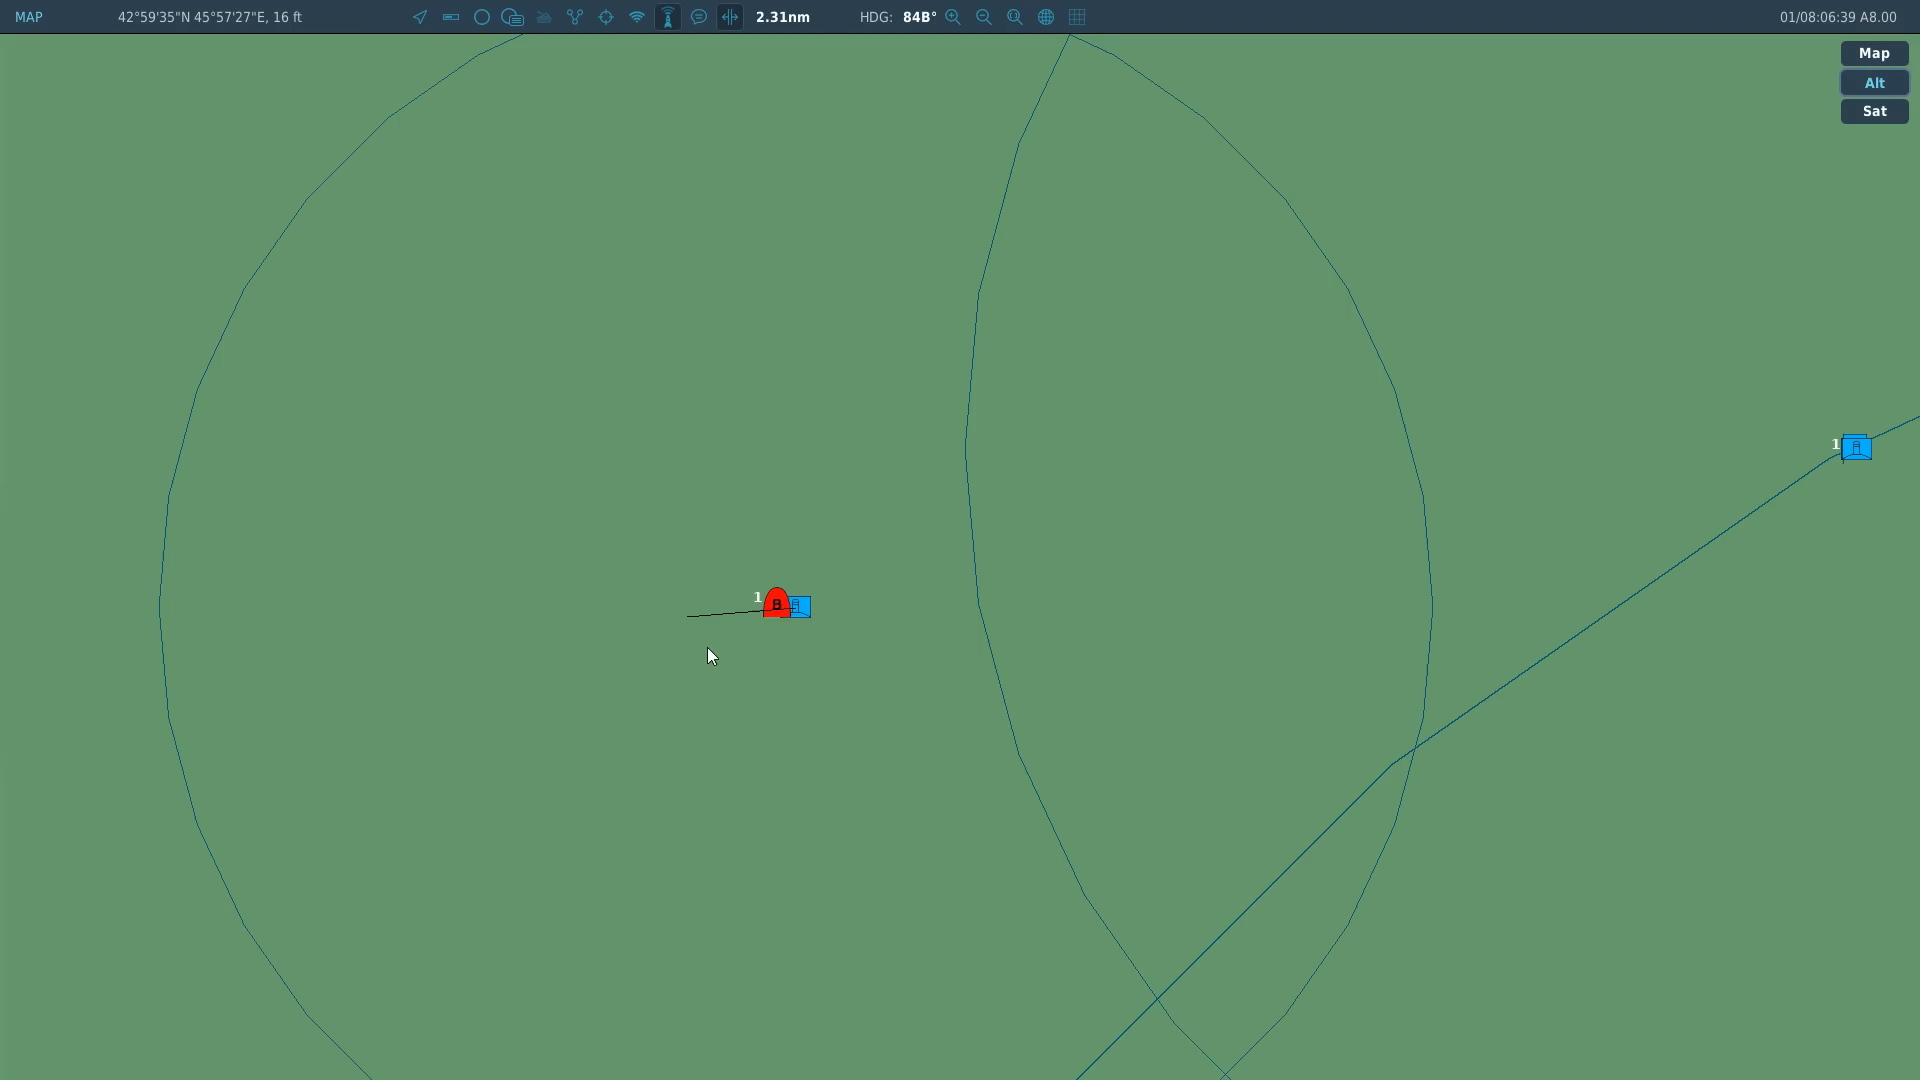 MAP 42°59'35"N 45°57'27"E, 16 ft 2.31nm HDG: 84B° 01/08:06:39 A8.00
Map
Alt
Sat
1
1 B